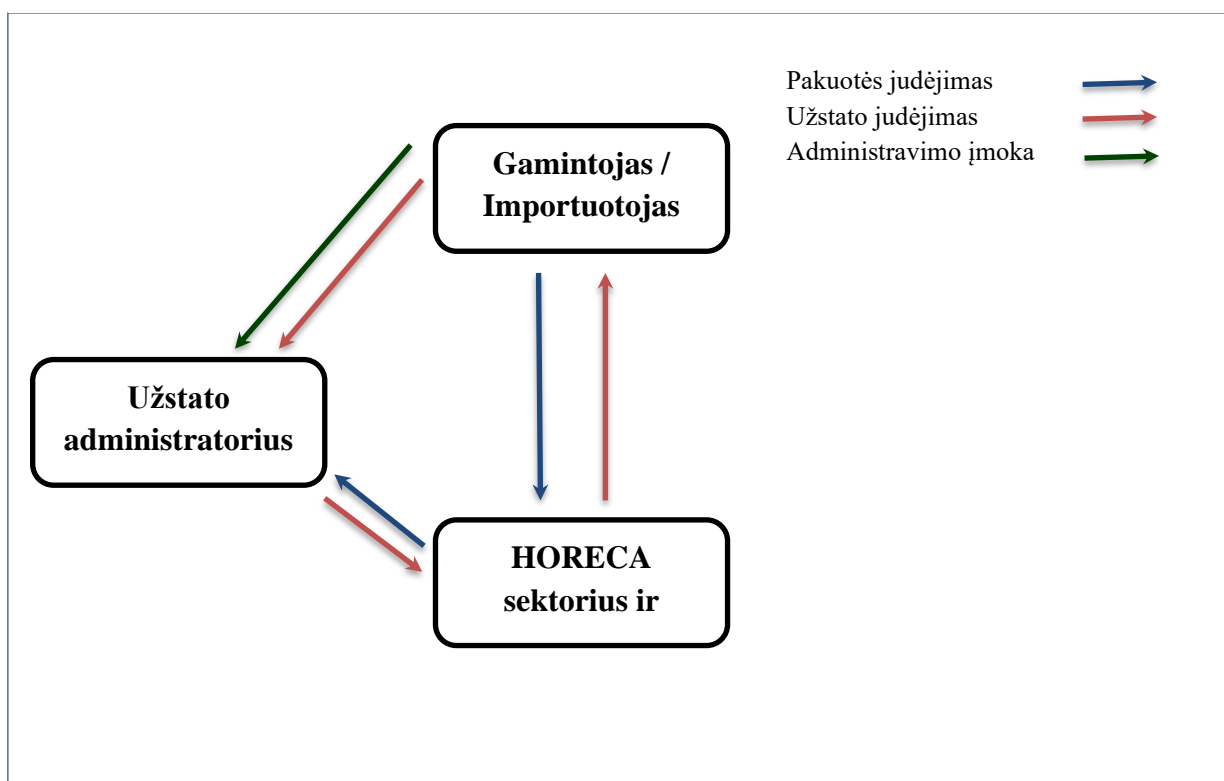 Pakuotės judėjimas
Užstato judėjimas
Administravimo įmoka
Gamintojas /
Importuotojas
Užstato
administratorius
HORECA
sektorius ir